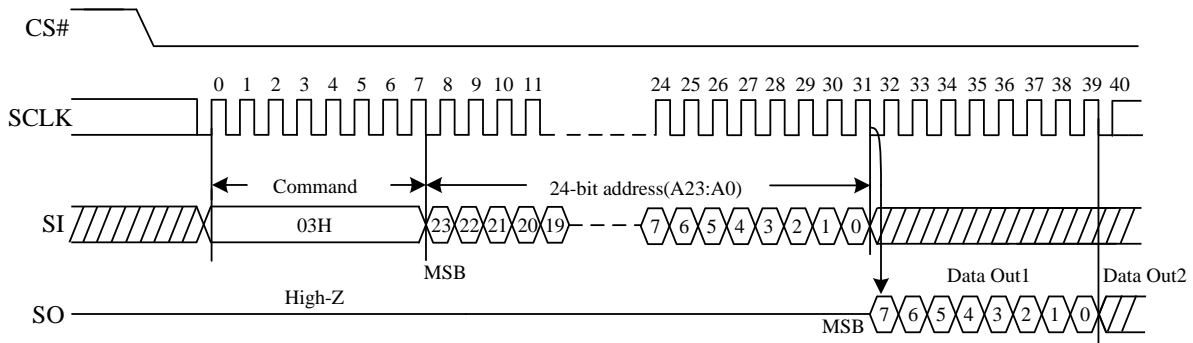 CS#
0 1 2 3 4 5 6 7 8 9 10 11 24 25 26 27 28 29 30 31 32 33 34 35 36 37 38 39 40
SCLK
Command 24-bit address(A23:A0)
SI 03H 23 22 21 20 19 7 6 5 4 3 2 1 0
MSB Data Out1 Data Out2
High-Z
SO MSB 7 6 5 4 3 2 1 0